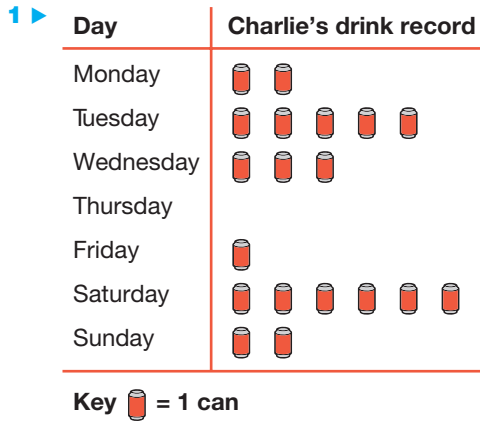 1 ▶
Day Charlie's drink record
Monday
Tuesday
Wednesday
Thursday
Friday
Saturday
Sunday
Key = 1 can